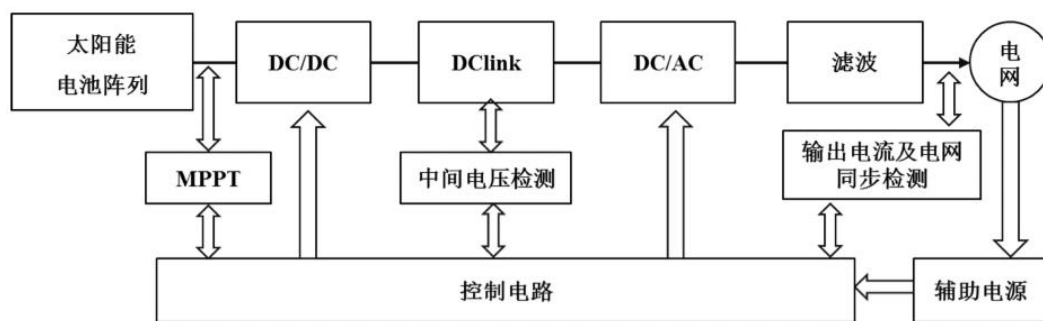 太阳能
电池阵列
DC/DC
DClink
DC/AC
滤波
电
网
MPPT
中间电压检测
输出电流及电网
同步检测
控制电路
辅助电源